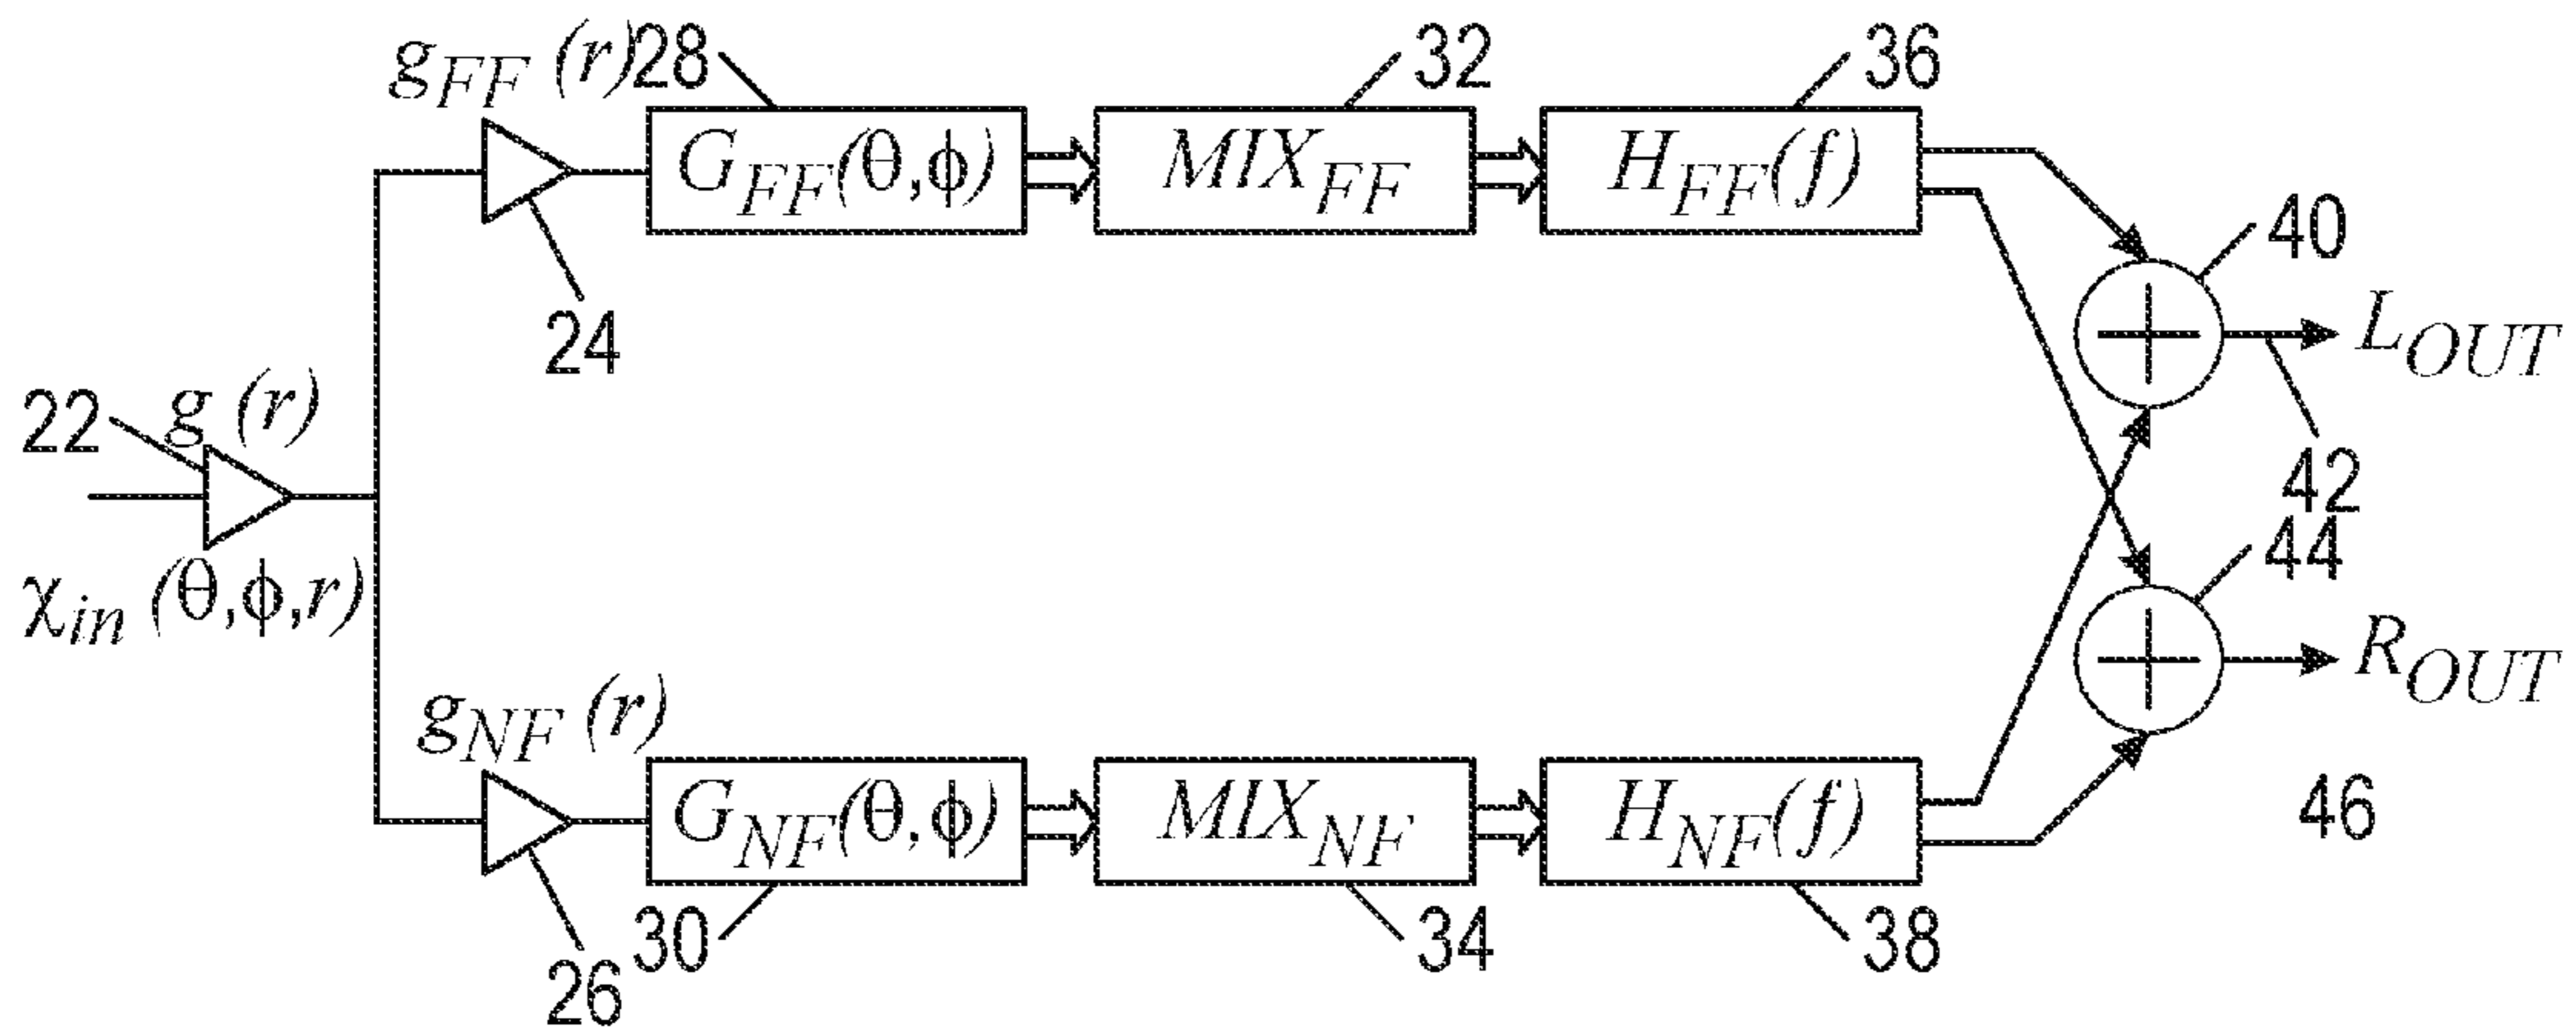 g_FF (r)
28
32
36
G_FF(θ,ϕ)
MIX_FF
H_FF(f)
24
40
L_OUT
42
22
g (r)
χ_in (θ,ϕ,r)
44
R_OUT
g_NF (r)
G_NF(θ,ϕ)
MIX_NF
H_NF(f)
46
26
30
34
38